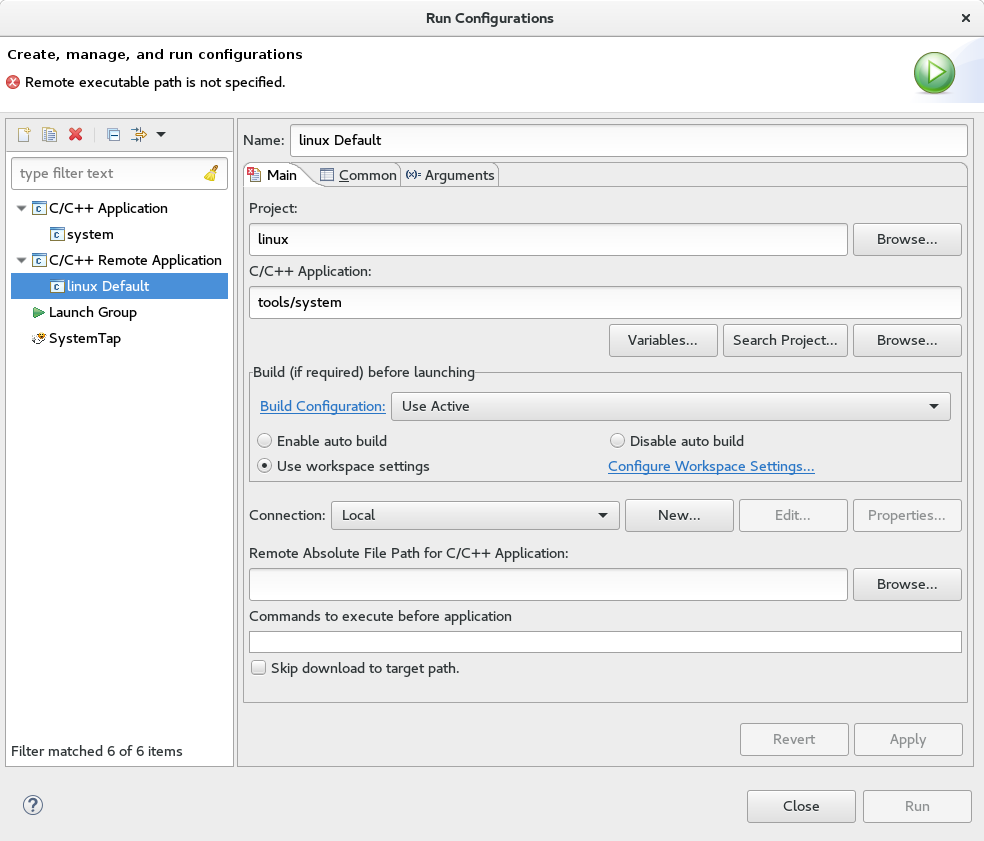 Run Configurations
Create, manage, and run configurations
Remote executable path is not specified.
type filter text
C/C++ Application
system
C/C++ Remote Application
linux Default
Launch Group
SystemTap
Filter matched 6 of 6 items
Name: linux Default
Main Common (x)= Arguments
Project:
linux Browse...
C/C++ Application:
tools/system
Variables... Search Project... Browse...
Build (if required) before launching
Build Configuration: Use Active
Enable auto build Disable auto build
Use workspace settings Configure Workspace Settings...
Connection: Local New... Edit... Properties...
Remote Absolute File Path for C/C++ Application:
Browse...
Commands to execute before application
Skip download to target path.
Revert Apply
? Close Run